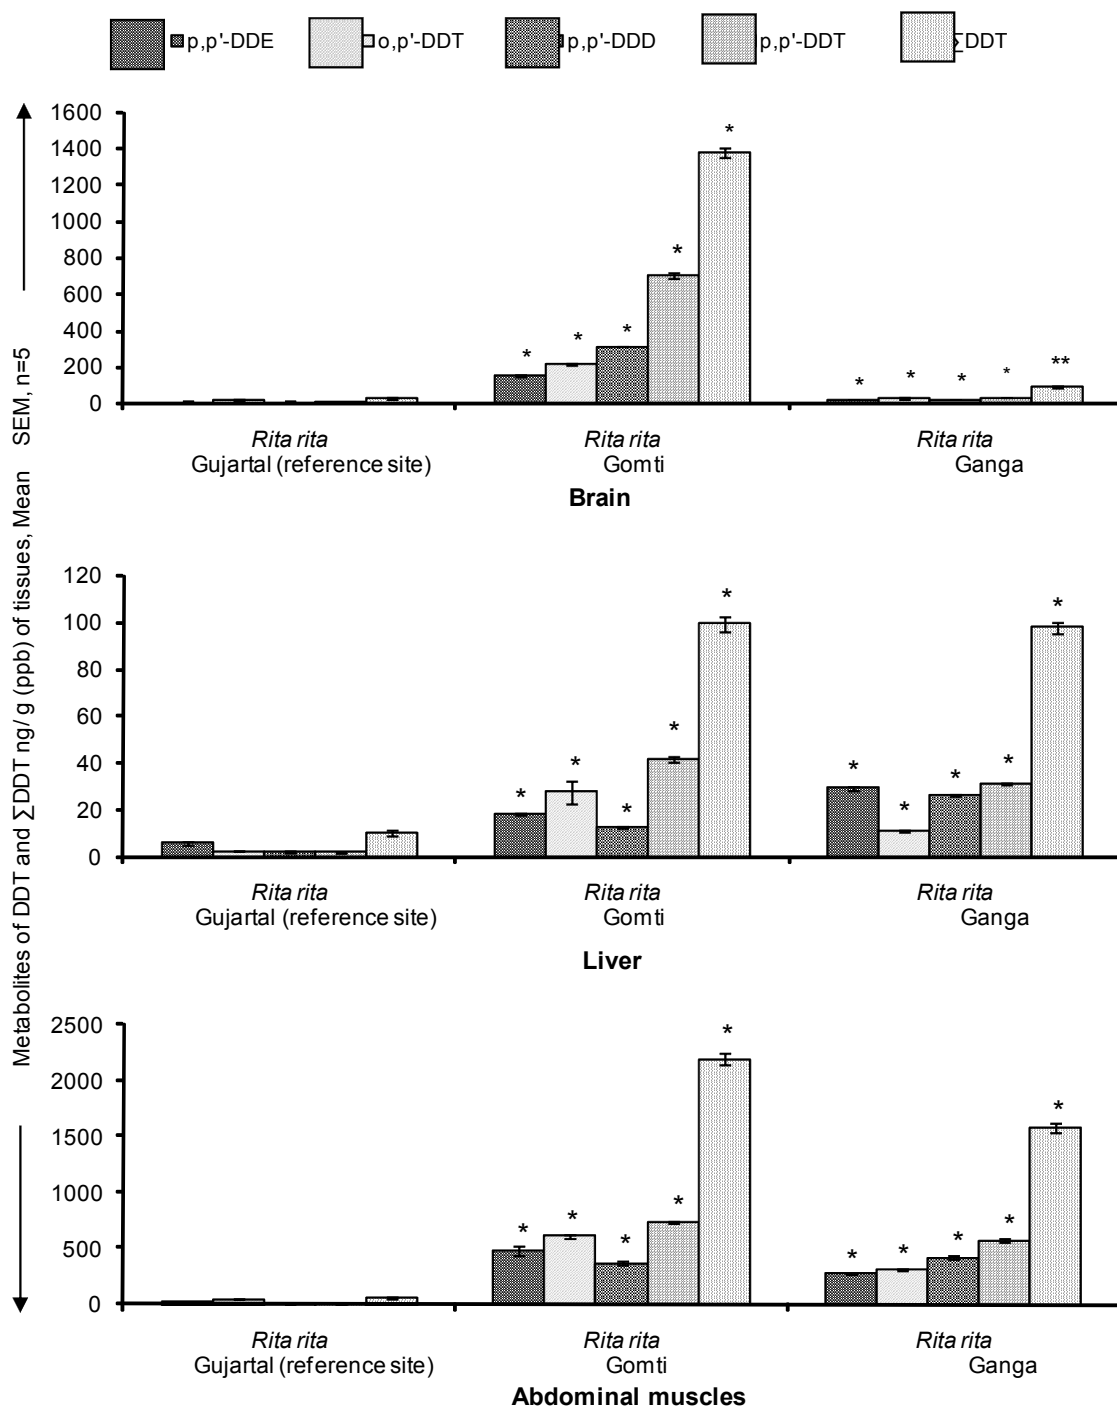 p,p'-DDE o,p'-DDT p,p'-DDD p,p'-DDT ∑DDT
Metabolites of DDT and ∑DDT ng/ g (ppb) of tissues, Mean SEM, n=5
1600
1400
1200
1000
800
600
400
200
0
* * * * *
* * * * **
Rita rita Rita rita Rita rita
Gujartal (reference site) Gomti Ganga
Brain
120
100
80
60
40
20
0
* * * * *
* * * * *
Rita rita Rita rita Rita rita
Gujartal (reference site) Gomti Ganga
Liver
2500
2000
1500
1000
500
0
* * * * *
* * * * *
Rita rita Rita rita Rita rita
Gujartal (reference site) Gomti Ganga
Abdominal muscles